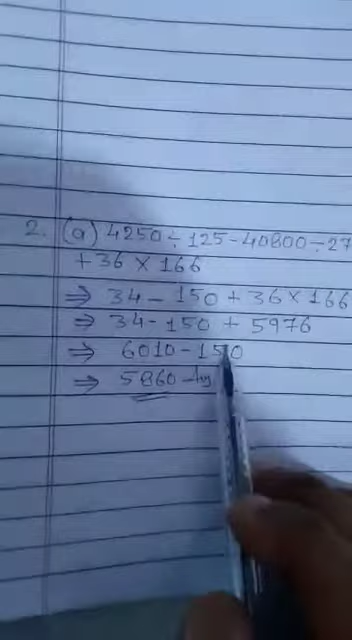 2. (a) 4250 ÷ 125 - 40800 ÷ 27
+ 36 × 166
⇒ 34 - 150 + 36 × 166
⇒ 34 - 150 + 5976
⇒ 6010 - 150
⇒ 5860